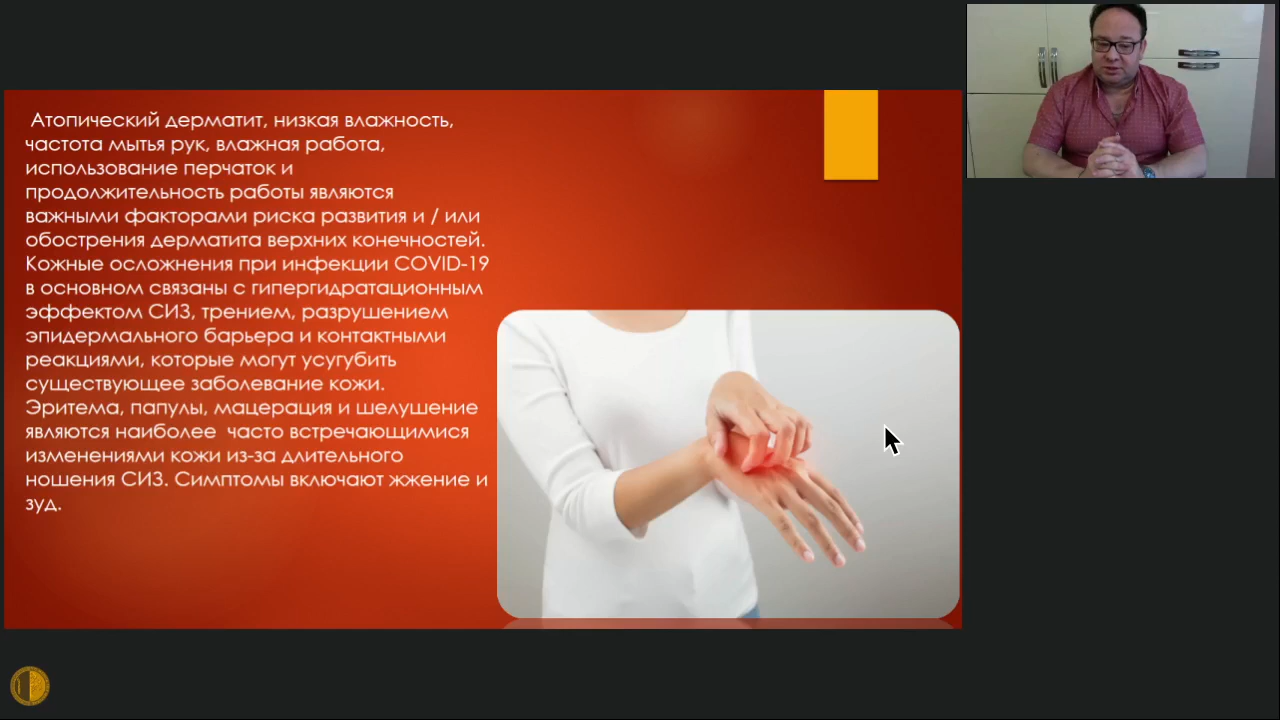 Атопический дерматит, низкая влажность,
частота мытья рук, влажная работа,
использование перчаток и
продолжительность работы являются
важными факторами риска развития и / или
обострения дерматита верхних конечностей.
Кожные осложнения при инфекции COVID-19
в основном связаны с гипергидратационным
эффектом СИЗ, трением, разрушением
эпидермального барьера и контактными
реакциями, которые могут усугубить
существующее заболевание кожи.
Эритема, папулы, мацерация и шелушение
являются наиболее  часто встречающимися
изменениями кожи из-за длительного
ношения СИЗ. Симптомы включают жжение и
зуд.